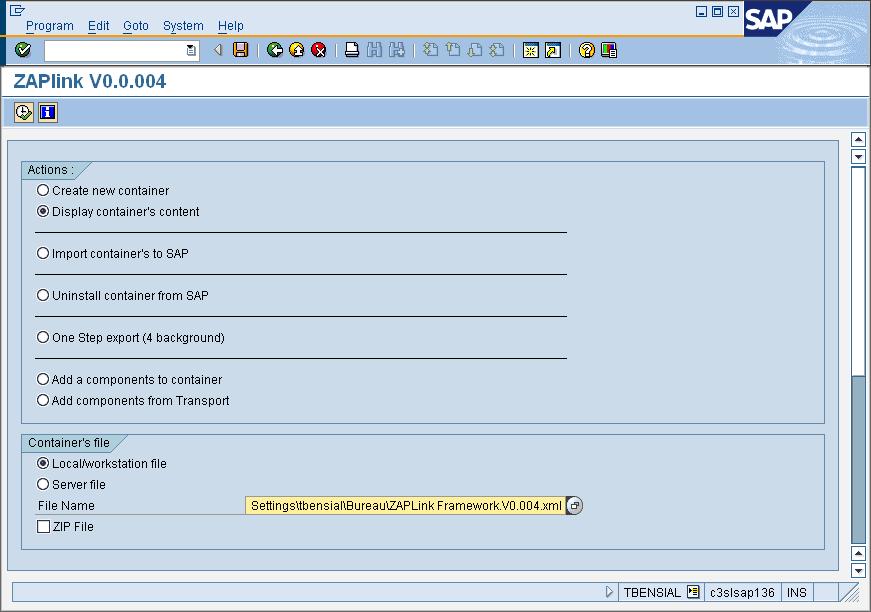 Program Edit Goto System Help
SAP
ZAPlink V0.0.004
Actions :
Create new container
Display container's content
Import container's to SAP
Uninstall container from SAP
One Step export (4 background)
Add a components to container
Add components from Transport
Container's file
Local/workstation file
Server file
File Name Settings\tbensial\Bureau\ZAPLink Framework.V0.004.xml
ZIP File
TBENSIAL c3slsap136 INS